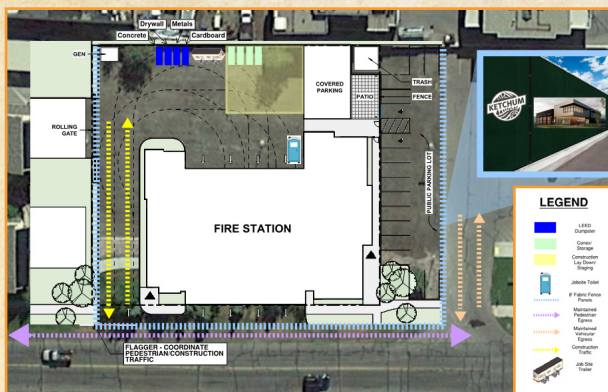 Drywall
Metals
Concrete
Cardboard
GEN
COVERED
PARKING
TRASH
FENCE
PATIO
ROLLING
GATE
FIRE STATION
PUBLIC PARKING LOT
FLAGGER - COORDINATE
PEDESTRIAN/CONSTRUCTION
TRAFFIC
KETCHUM
LEGEND
LEED
Dumpster
Conex/
Storage
Construction
Lay Down/
Staging
Jobsite Toilet
8' Fabric Fence
Panels
Maintained
Pedestrian
Egress
Maintained
Vehicular
Egress
Construction
Traffic
Job Site
Trailer